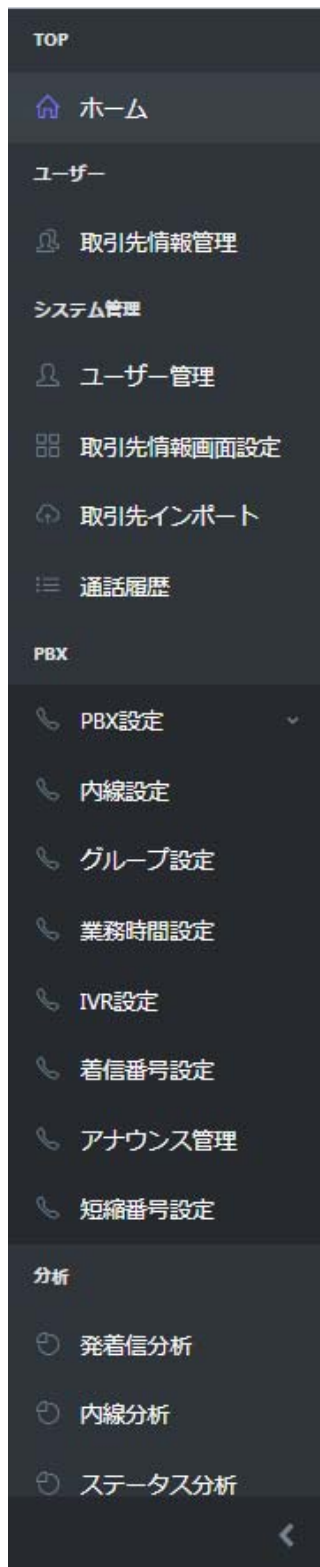 TOP
ホーム
ユーザー
取引先情報管理
システム管理
ユーザー管理
取引先情報画面設定
取引先インポート
通話履歴
PBX
PBX設定
内線設定
グループ設定
業務時間設定
IVR設定
着信番号設定
アナウンス管理
短縮番号設定
分析
発着信分析
内線分析
ステータス分析